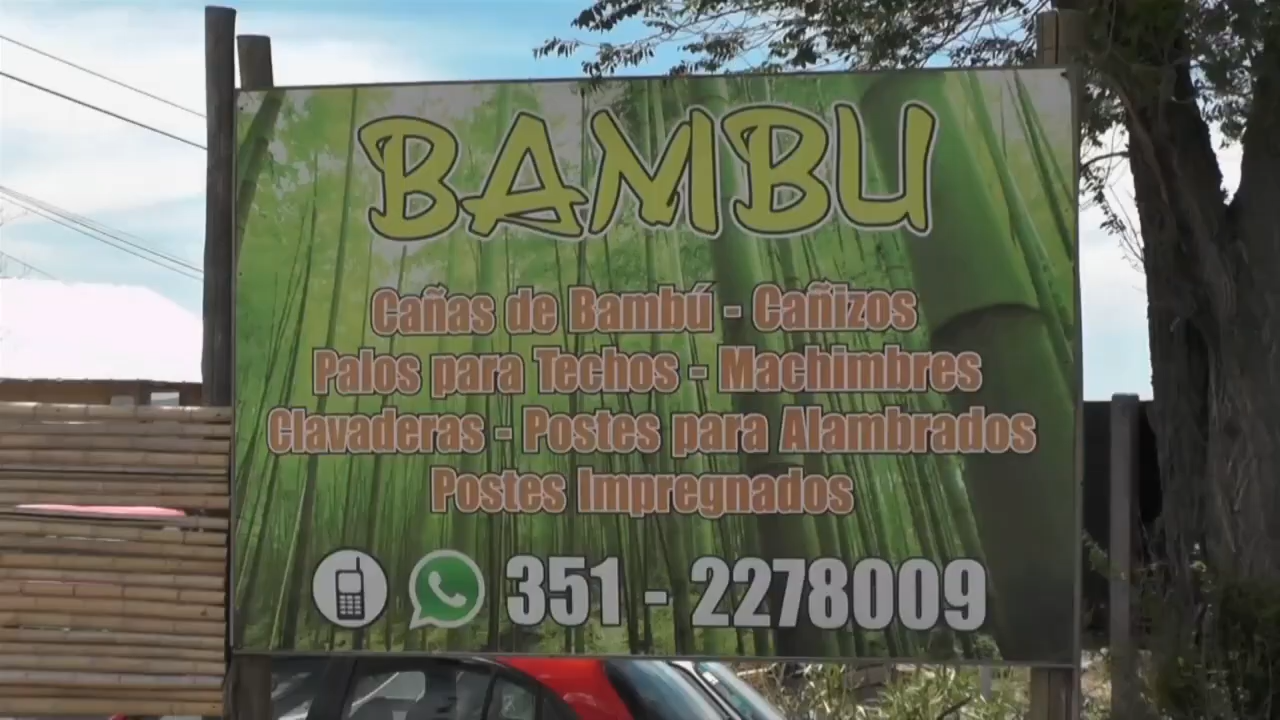 BAMBU
Cañas de Bambú - Cañizos
Palos para Techos - Machimbres
Clavaderas - Postes para Alambrados
Postes Impregnados
351 - 2278009